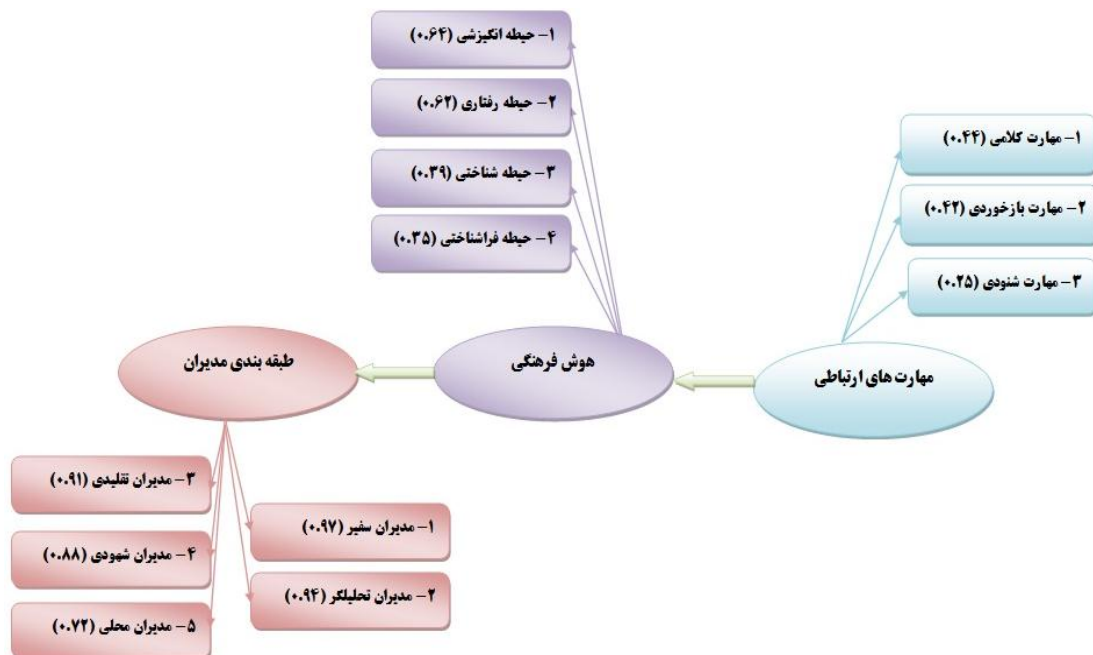 ۱- حیطه انگیزشی (۰.۶۴)
۲- حیطه رفتاری (۰.۶۲)
۳- حیطه شناختی (۰.۳۹)
۴- حیطه فراشناختی (۰.۳۵)
۱- مهارت کلامی (۰.۴۴)
۲- مهارت بازخوردی (۰.۴۲)
۳- مهارت شنودی (۰.۲۵)
مهارت های ارتباطی
هوش فرهنگی
طبقه بندی مدیران
۱- مدیران سفیر (۰.۹۷)
۲- مدیران تحلیلگر (۰.۹۴)
۳- مدیران تقلیدی (۰.۹۱)
۴- مدیران شهودی (۰.۸۸)
۵- مدیران محلی (۰.۷۲)